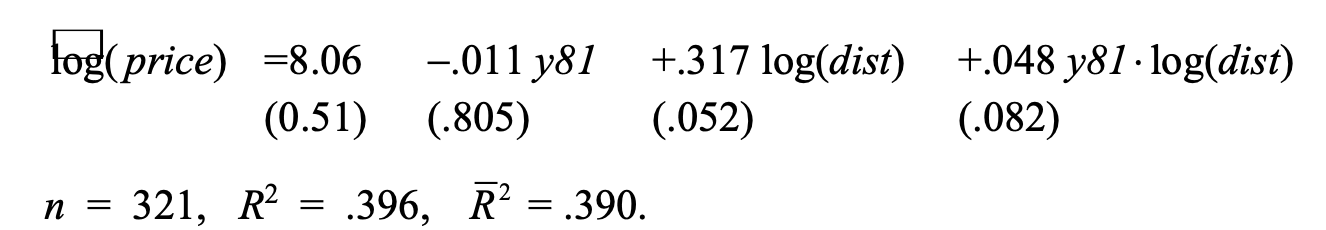 log(price) =8.06 −.011 y81 +.317 log(dist) +.048 y81·log(dist)
(0.51) (.805) (.052) (.082)
n = 321, R² = .396, R̅² = .390.